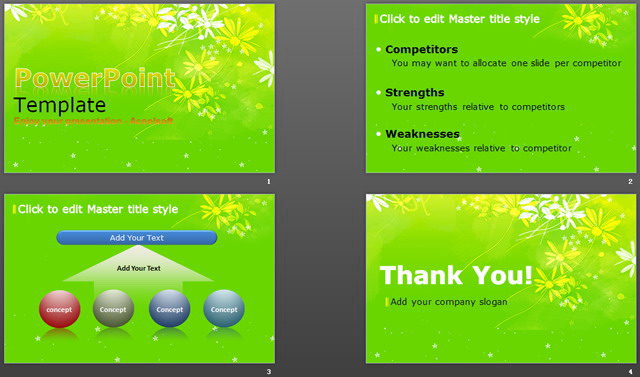 PowerPoint
Template
Enjoy your presentation
1
Click to edit Master title style
Competitors
You may want to allocate one slide per competitor
Strengths
Your strengths relative to competitors
Weaknesses
Your weaknesses relative to competitor
2
Click to edit Master title style
Add Your Text
Add Your Text
concept
Concept
Concept
Concept
3
Thank You!
Add your company slogan
4